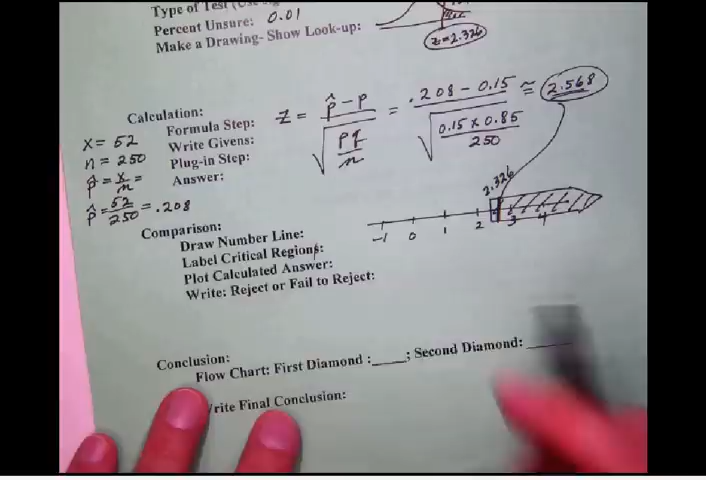 Type of Test
Percent Unsure: 0.01
Make a Drawing- Show Look-up:
z=2.326
Calculation:
Formula Step:
Write Givens:
Plug-in Step:
Answer:
x = 52
n = 250
p̂ = x/n =
p̂ = 52/250 = .208
z = (p̂ - p)/√(pq/n) = (.208 - 0.15)/√((0.15 x 0.85)/250) ≅ 2.568
Comparison:
Draw Number Line:
Label Critical Regions:
Plot Calculated Answer:
Write: Reject or Fail to Reject:
2.326
-1 0 1 2 3 4
Conclusion:
Flow Chart: First Diamond :____; Second Diamond: ____
Write Final Conclusion: